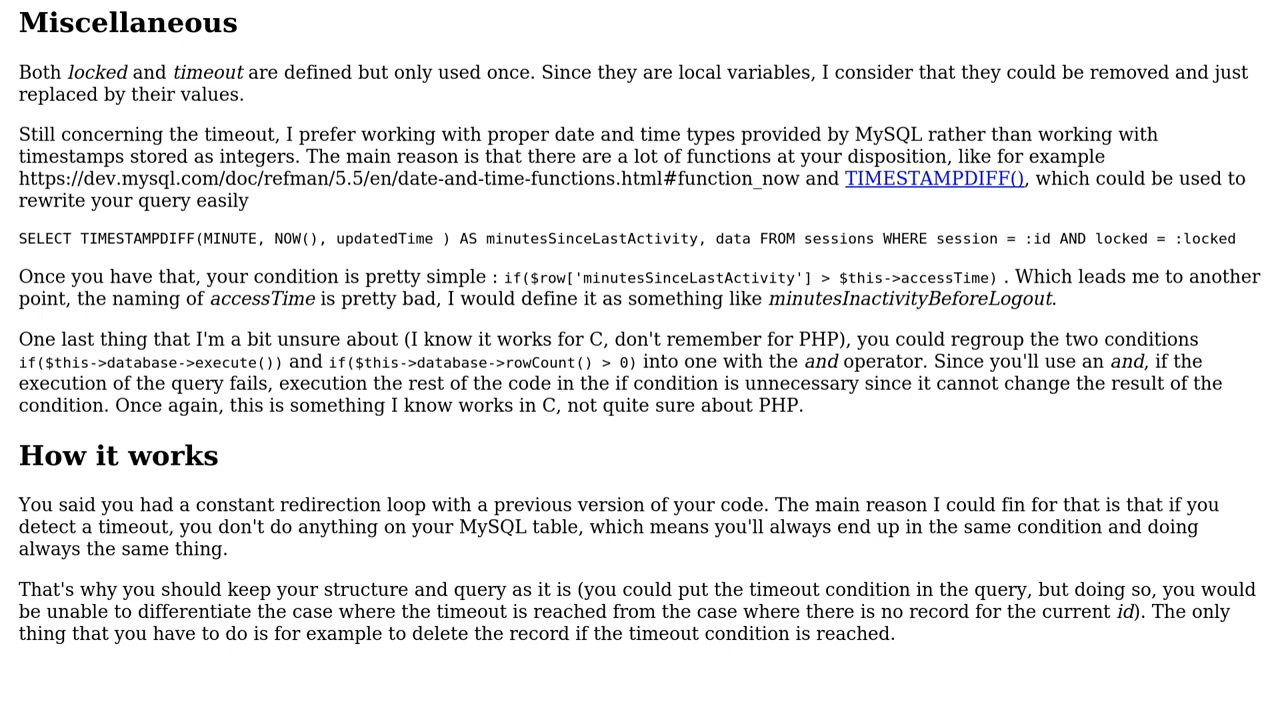 Miscellaneous
Both locked and timeout are defined but only used once. Since they are local variables, I consider that they could be removed and just
replaced by their values.
Still concerning the timeout, I prefer working with proper date and time types provided by MySQL rather than working with
timestamps stored as integers. The main reason is that there are a lot of functions at your disposition, like for example
https://dev.mysql.com/doc/refman/5.5/en/date-and-time-functions.html#function_now and TIMESTAMPDIFF(), which could be used to
rewrite your query easily
SELECT TIMESTAMPDIFF(MINUTE, NOW(), updatedTime ) AS minutesSinceLastActivity, data FROM sessions WHERE session = :id AND locked = :locked
Once you have that, your condition is pretty simple : if($row['minutesSinceLastActivity'] > $this->accessTime) . Which leads me to another
point, the naming of accessTime is pretty bad, I would define it as something like minutesInactivityBeforeLogout.
One last thing that I'm a bit unsure about (I know it works for C, don't remember for PHP), you could regroup the two conditions
if($this->database->execute()) and if($this->database->rowCount() > 0) into one with the and operator. Since you'll use an and, if the
execution of the query fails, execution the rest of the code in the if condition is unnecessary since it cannot change the result of the
condition. Once again, this is something I know works in C, not quite sure about PHP.
How it works
You said you had a constant redirection loop with a previous version of your code. The main reason I could fin for that is that if you
detect a timeout, you don't do anything on your MySQL table, which means you'll always end up in the same condition and doing
always the same thing.
That's why you should keep your structure and query as it is (you could put the timeout condition in the query, but doing so, you would
be unable to differentiate the case where the timeout is reached from the case where there is no record for the current id). The only
thing that you have to do is for example to delete the record if the timeout condition is reached.